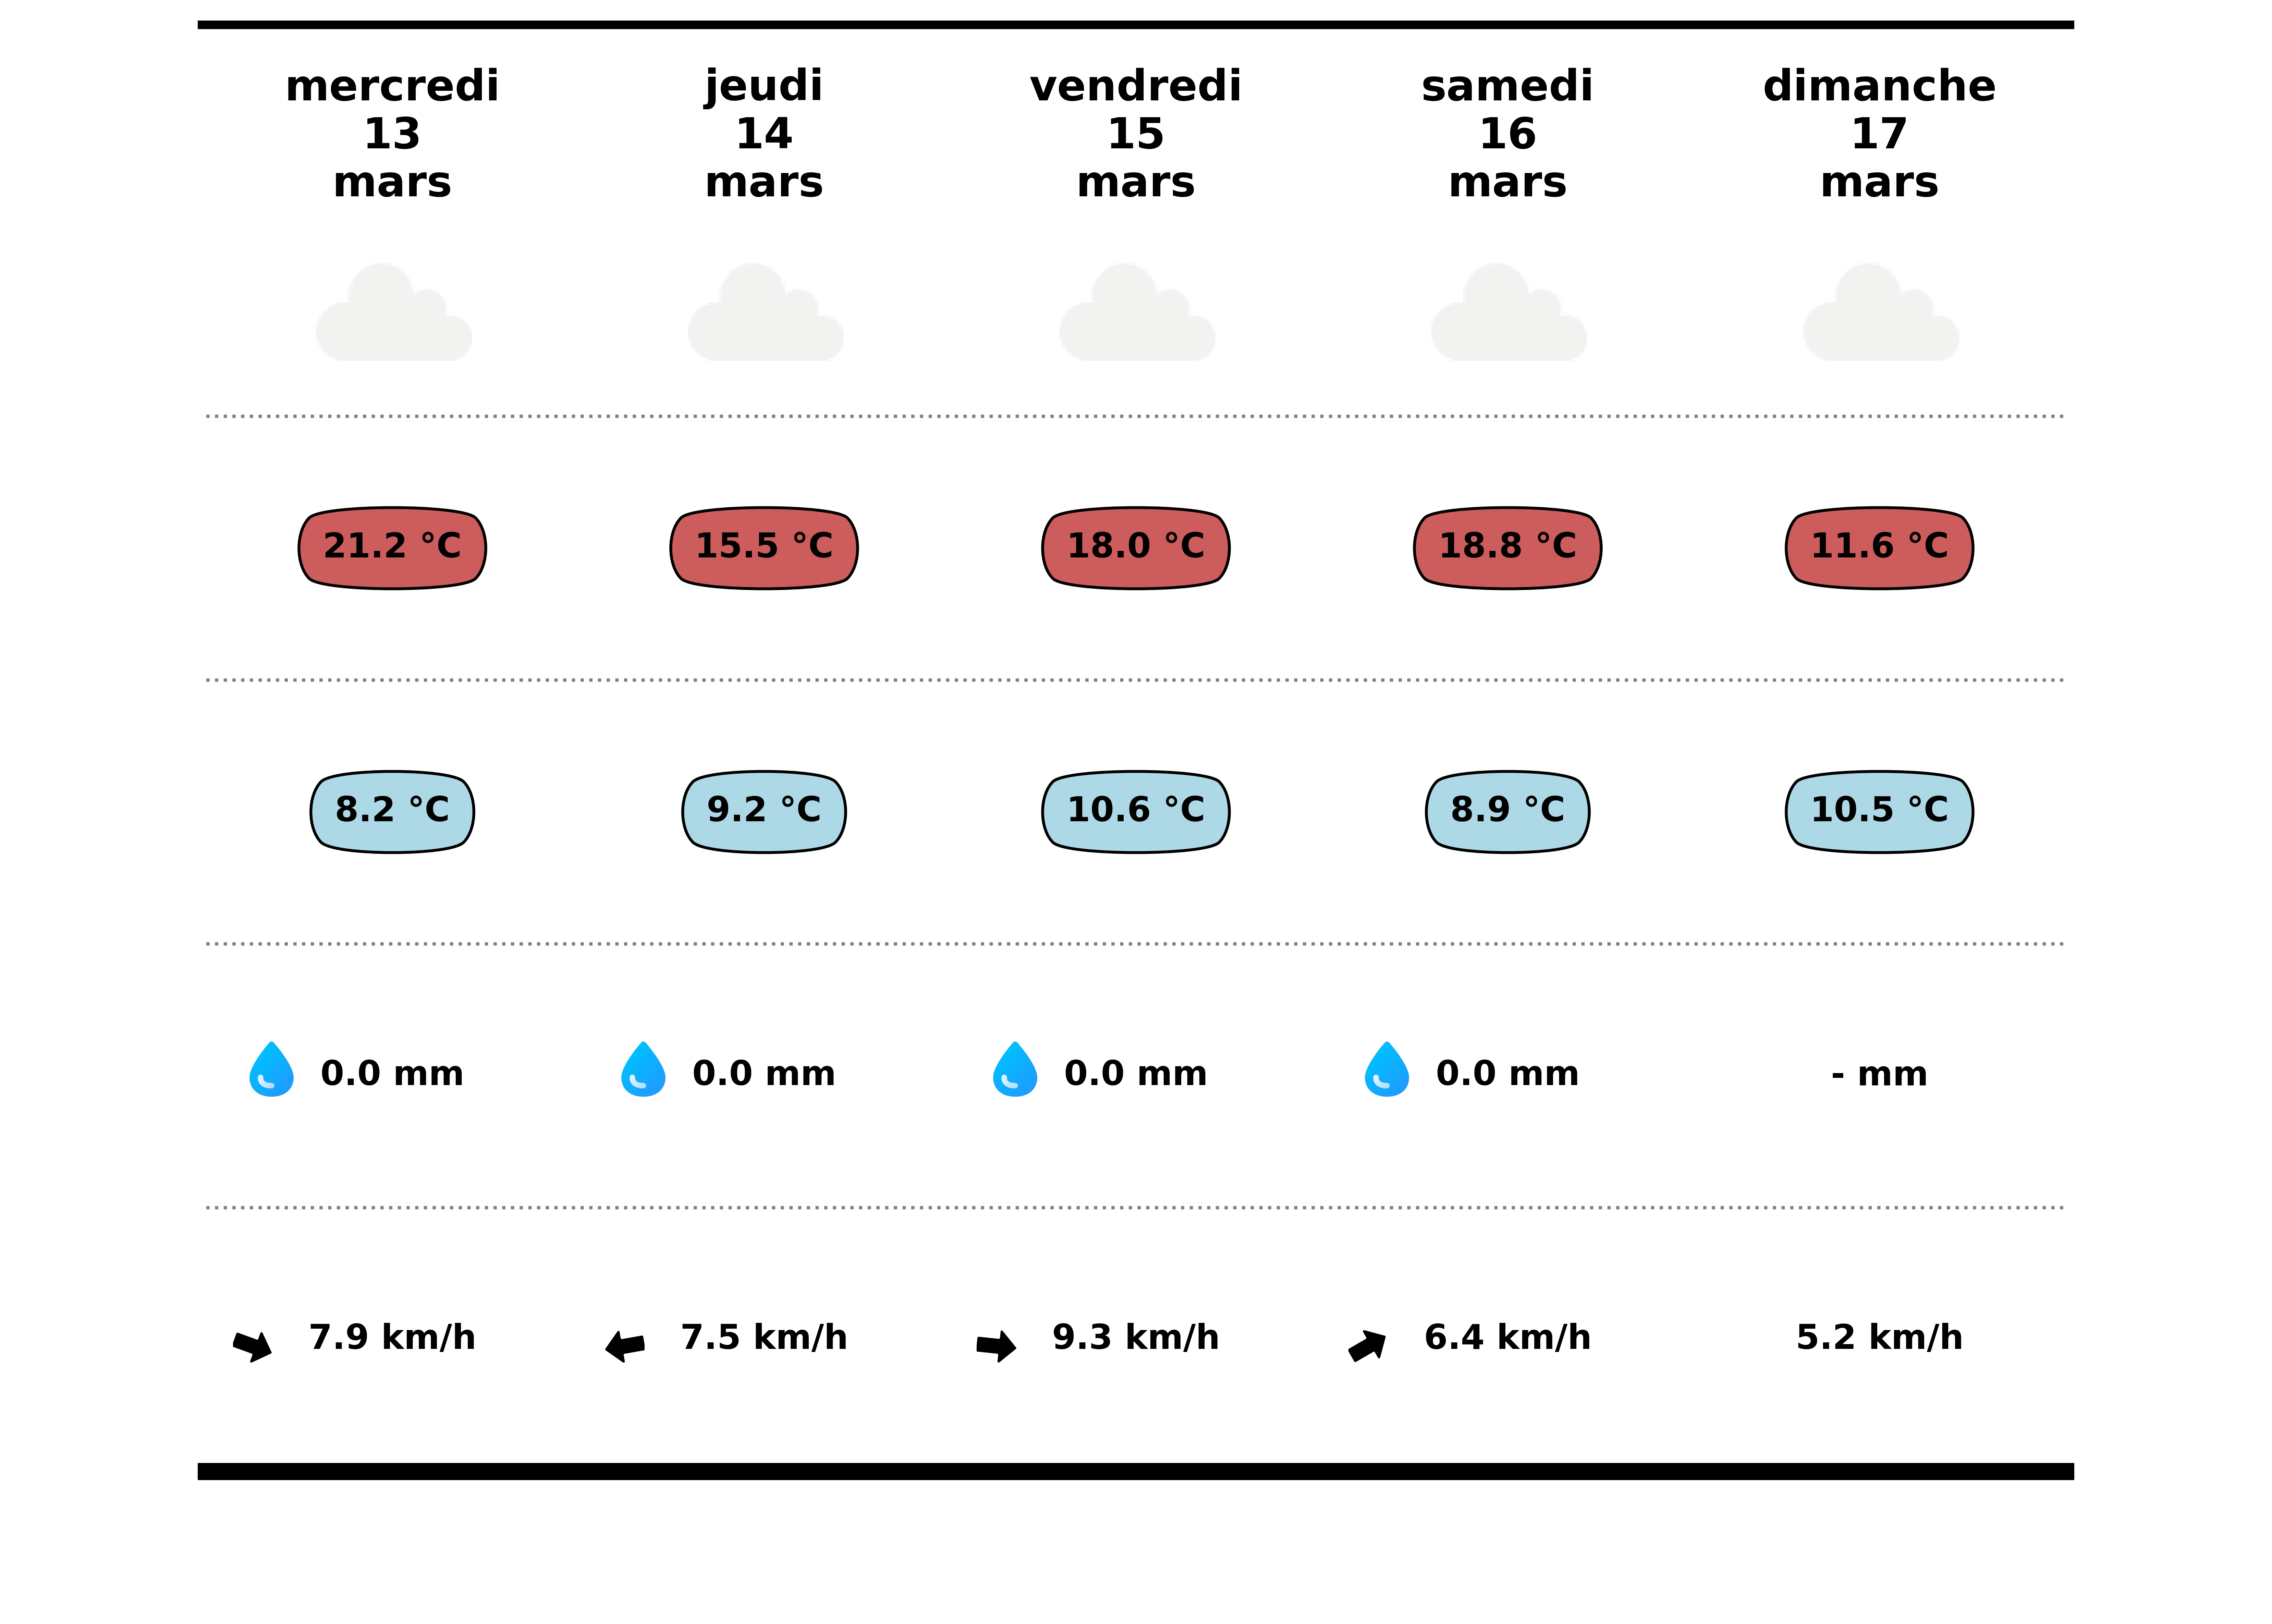 mercredi
13
mars
jeudi
14
mars
vendredi
15
mars
samedi
16
mars
dimanche
17
mars
21.2 °C
15.5 °C
18.0 °C
18.8 °C
11.6 °C
8.2 °C
9.2 °C
10.6 °C
8.9 °C
10.5 °C
0.0 mm
0.0 mm
0.0 mm
0.0 mm
- mm
7.9 km/h
7.5 km/h
9.3 km/h
6.4 km/h
5.2 km/h